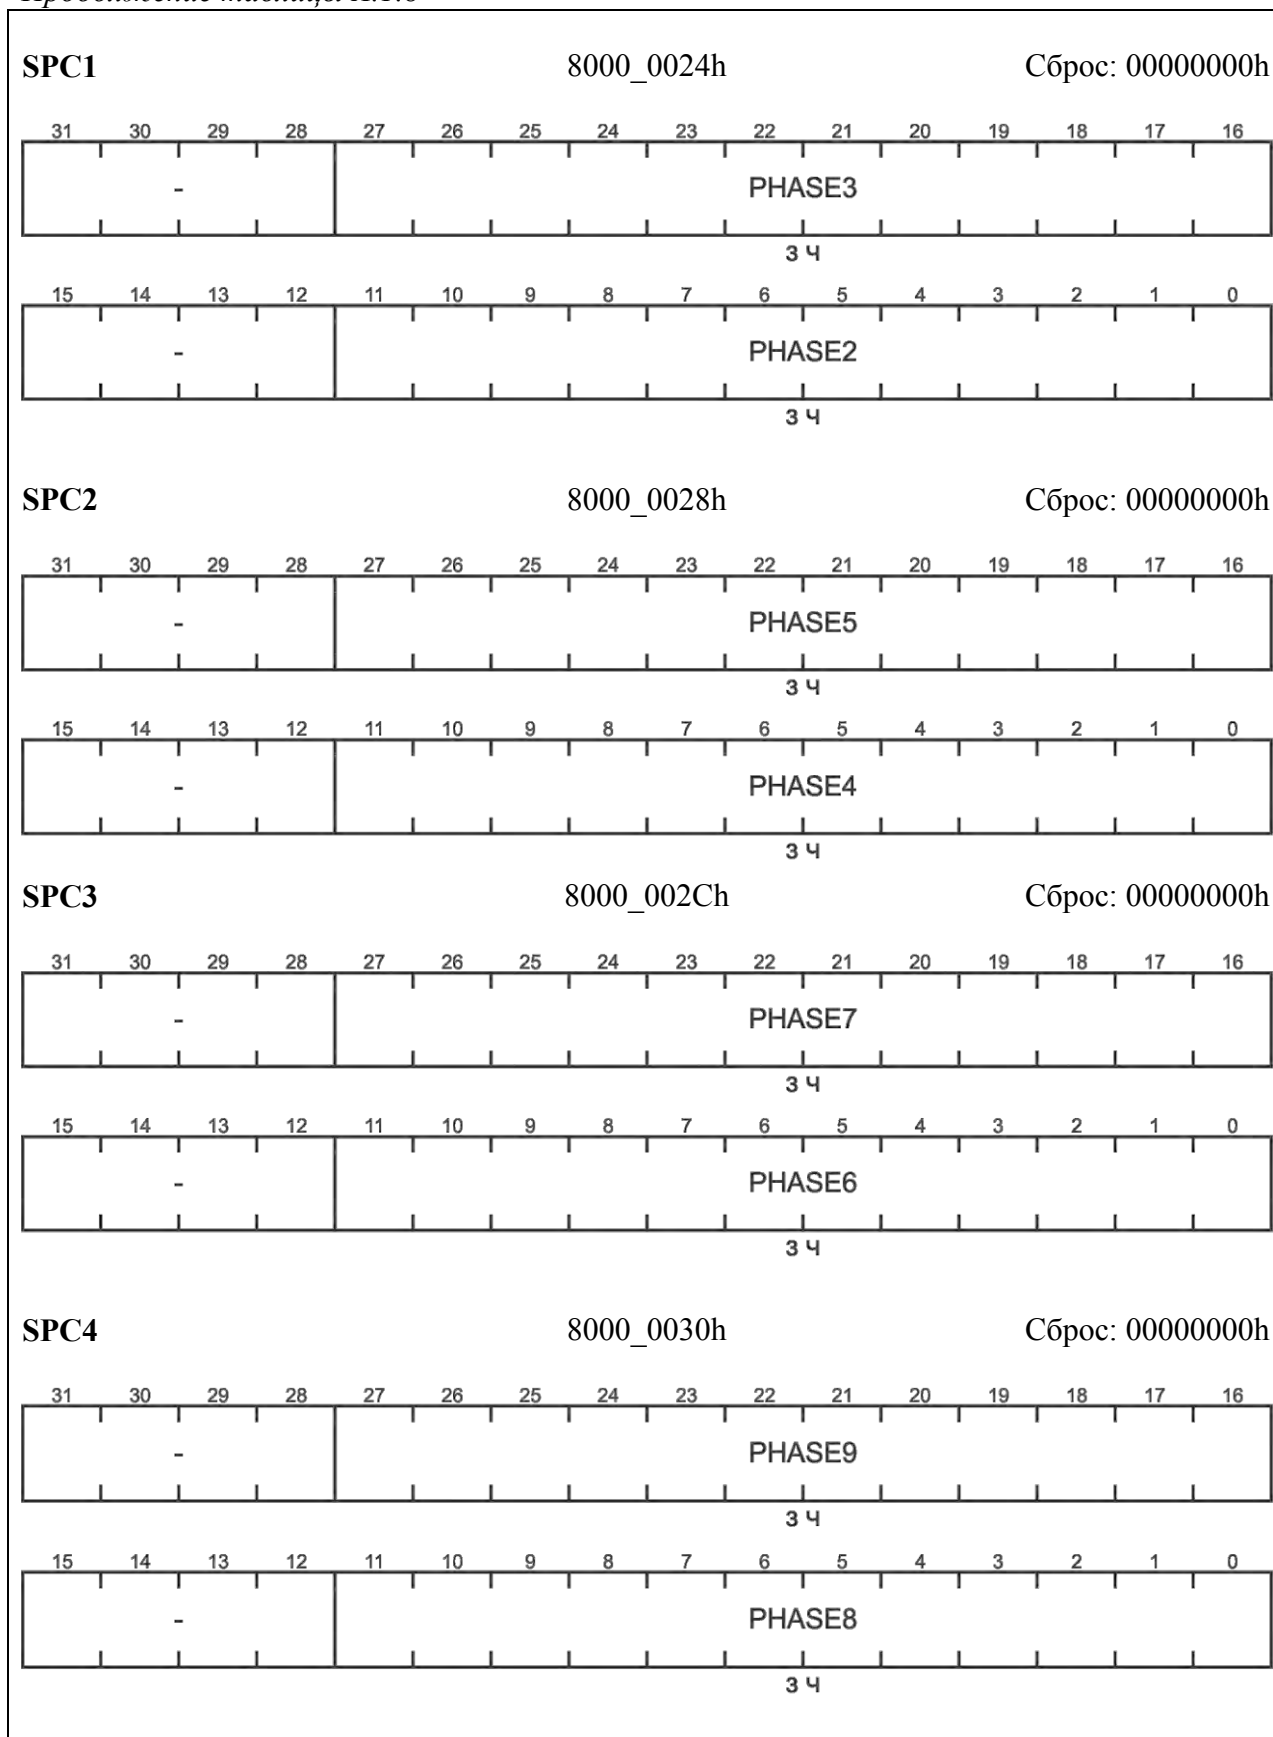 SPC1 8000_0024h Сброс: 00000000h
31 30 29 28 27 26 25 24 23 22 21 20 19 18 17 16
- PHASE3
З Ч
15 14 13 12 11 10 9 8 7 6 5 4 3 2 1 0
- PHASE2
З Ч
SPC2 8000_0028h Сброс: 00000000h
31 30 29 28 27 26 25 24 23 22 21 20 19 18 17 16
- PHASE5
З Ч
15 14 13 12 11 10 9 8 7 6 5 4 3 2 1 0
- PHASE4
З Ч
SPC3 8000_002Ch Сброс: 00000000h
31 30 29 28 27 26 25 24 23 22 21 20 19 18 17 16
- PHASE7
З Ч
15 14 13 12 11 10 9 8 7 6 5 4 3 2 1 0
- PHASE6
З Ч
SPC4 8000_0030h Сброс: 00000000h
31 30 29 28 27 26 25 24 23 22 21 20 19 18 17 16
- PHASE9
З Ч
15 14 13 12 11 10 9 8 7 6 5 4 3 2 1 0
- PHASE8
З Ч